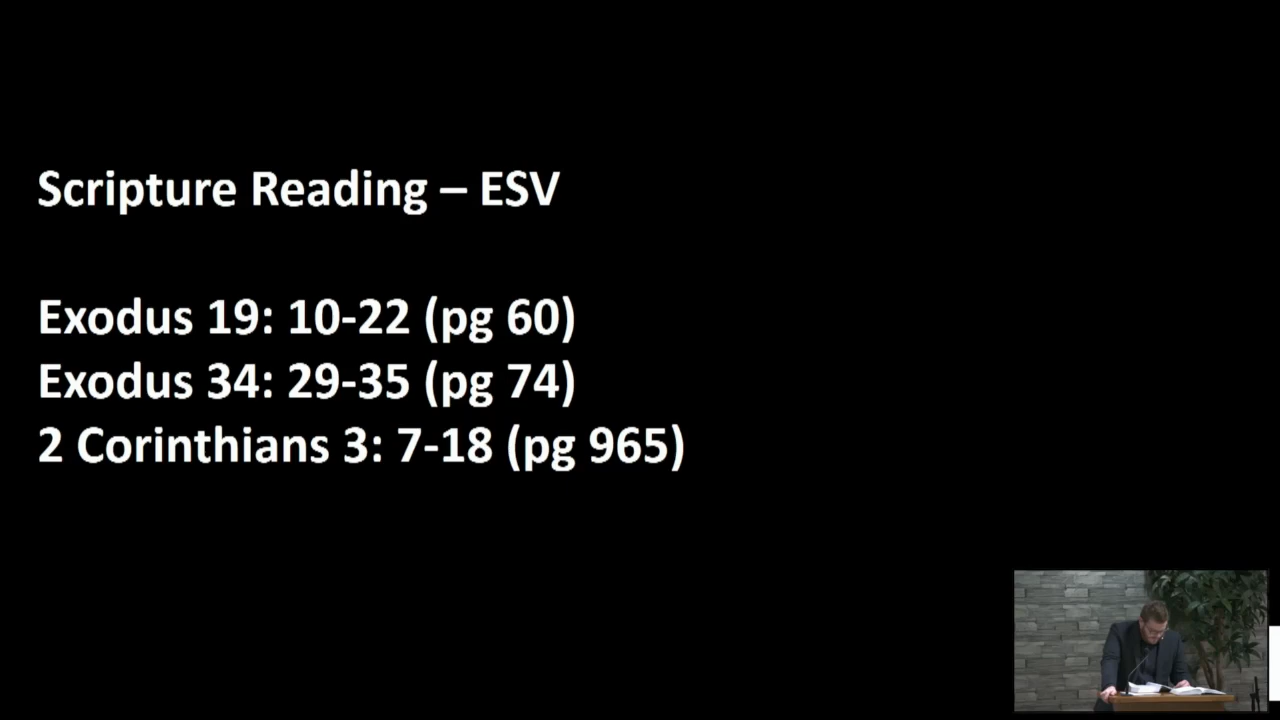 Scripture Reading – ESV
Exodus 19: 10-22 (pg 60)
Exodus 34: 29-35 (pg 74)
2 Corinthians 3: 7-18 (pg 965)